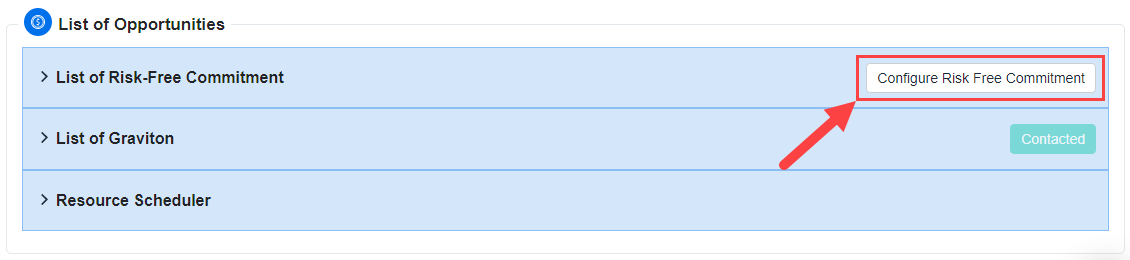 List of Opportunities
List of Risk-Free Commitment
Configure Risk Free Commitment
List of Graviton
Contacted
Resource Scheduler